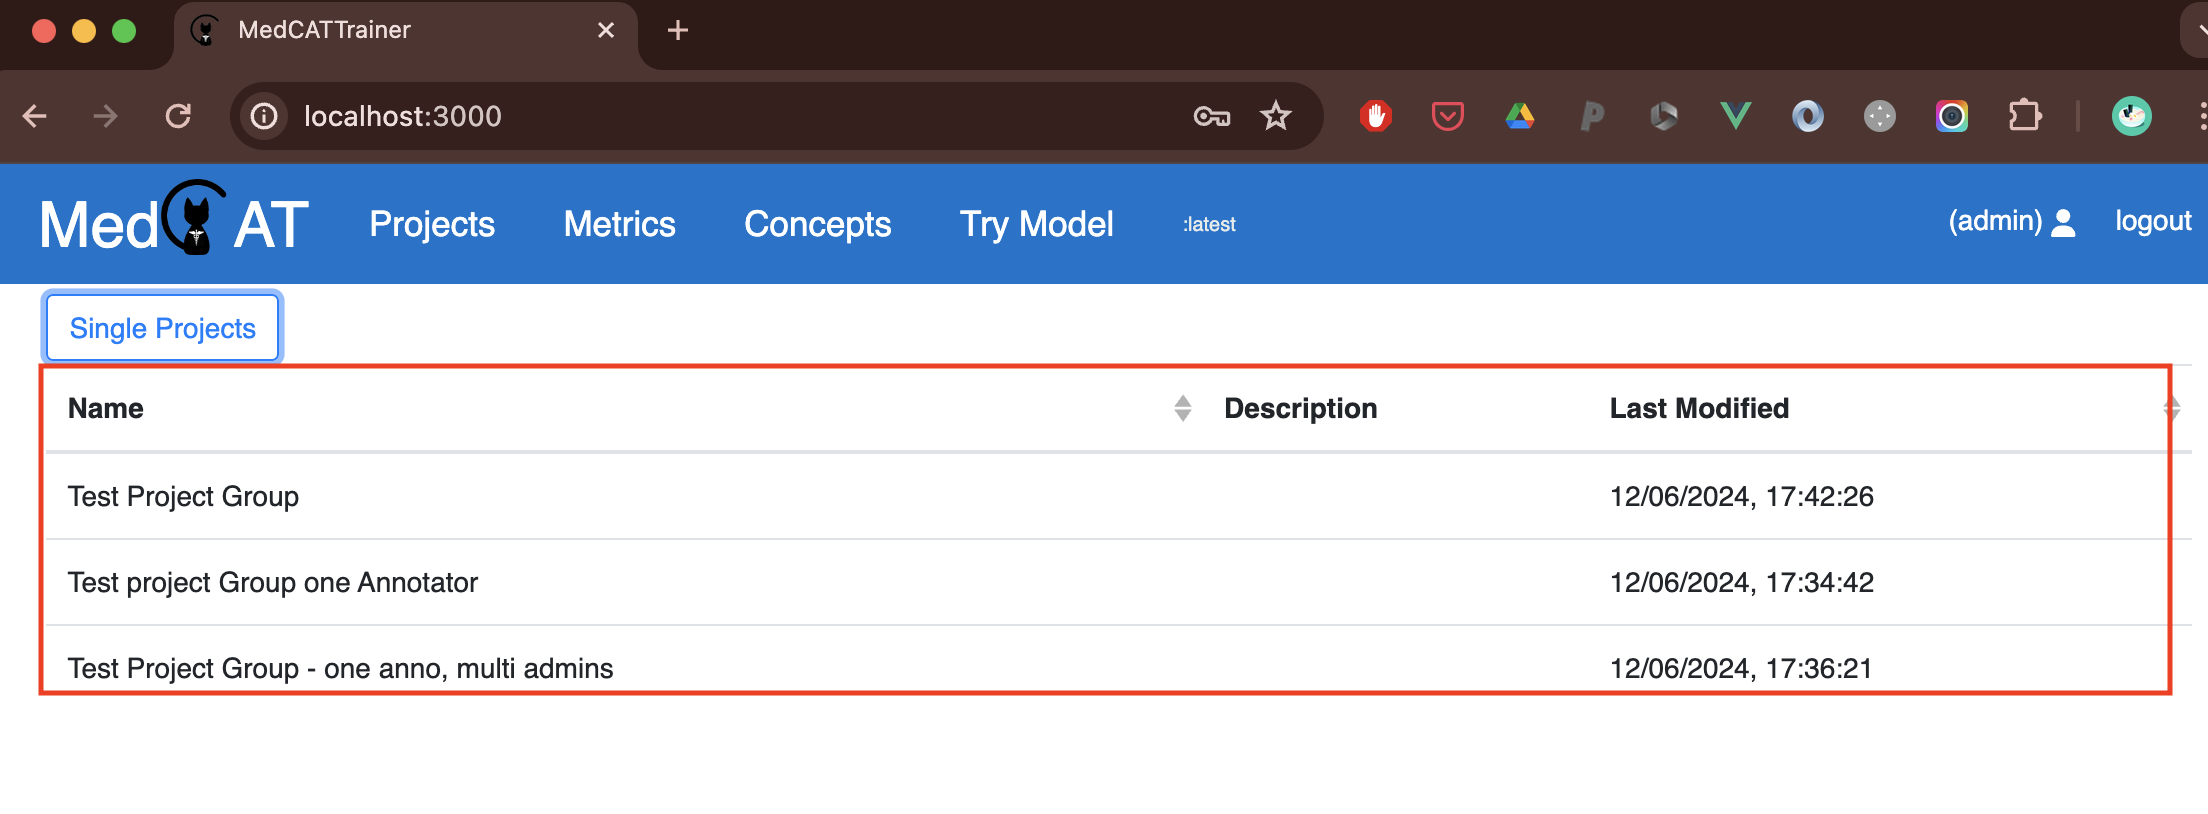 MedCATTrainer
localhost:3000
MedCAT Projects Metrics Concepts Try Model :latest (admin) logout
Single Projects
Name Description Last Modified
Test Project Group 12/06/2024, 17:42:26
Test project Group one Annotator 12/06/2024, 17:34:42
Test Project Group - one anno, multi admins 12/06/2024, 17:36:21